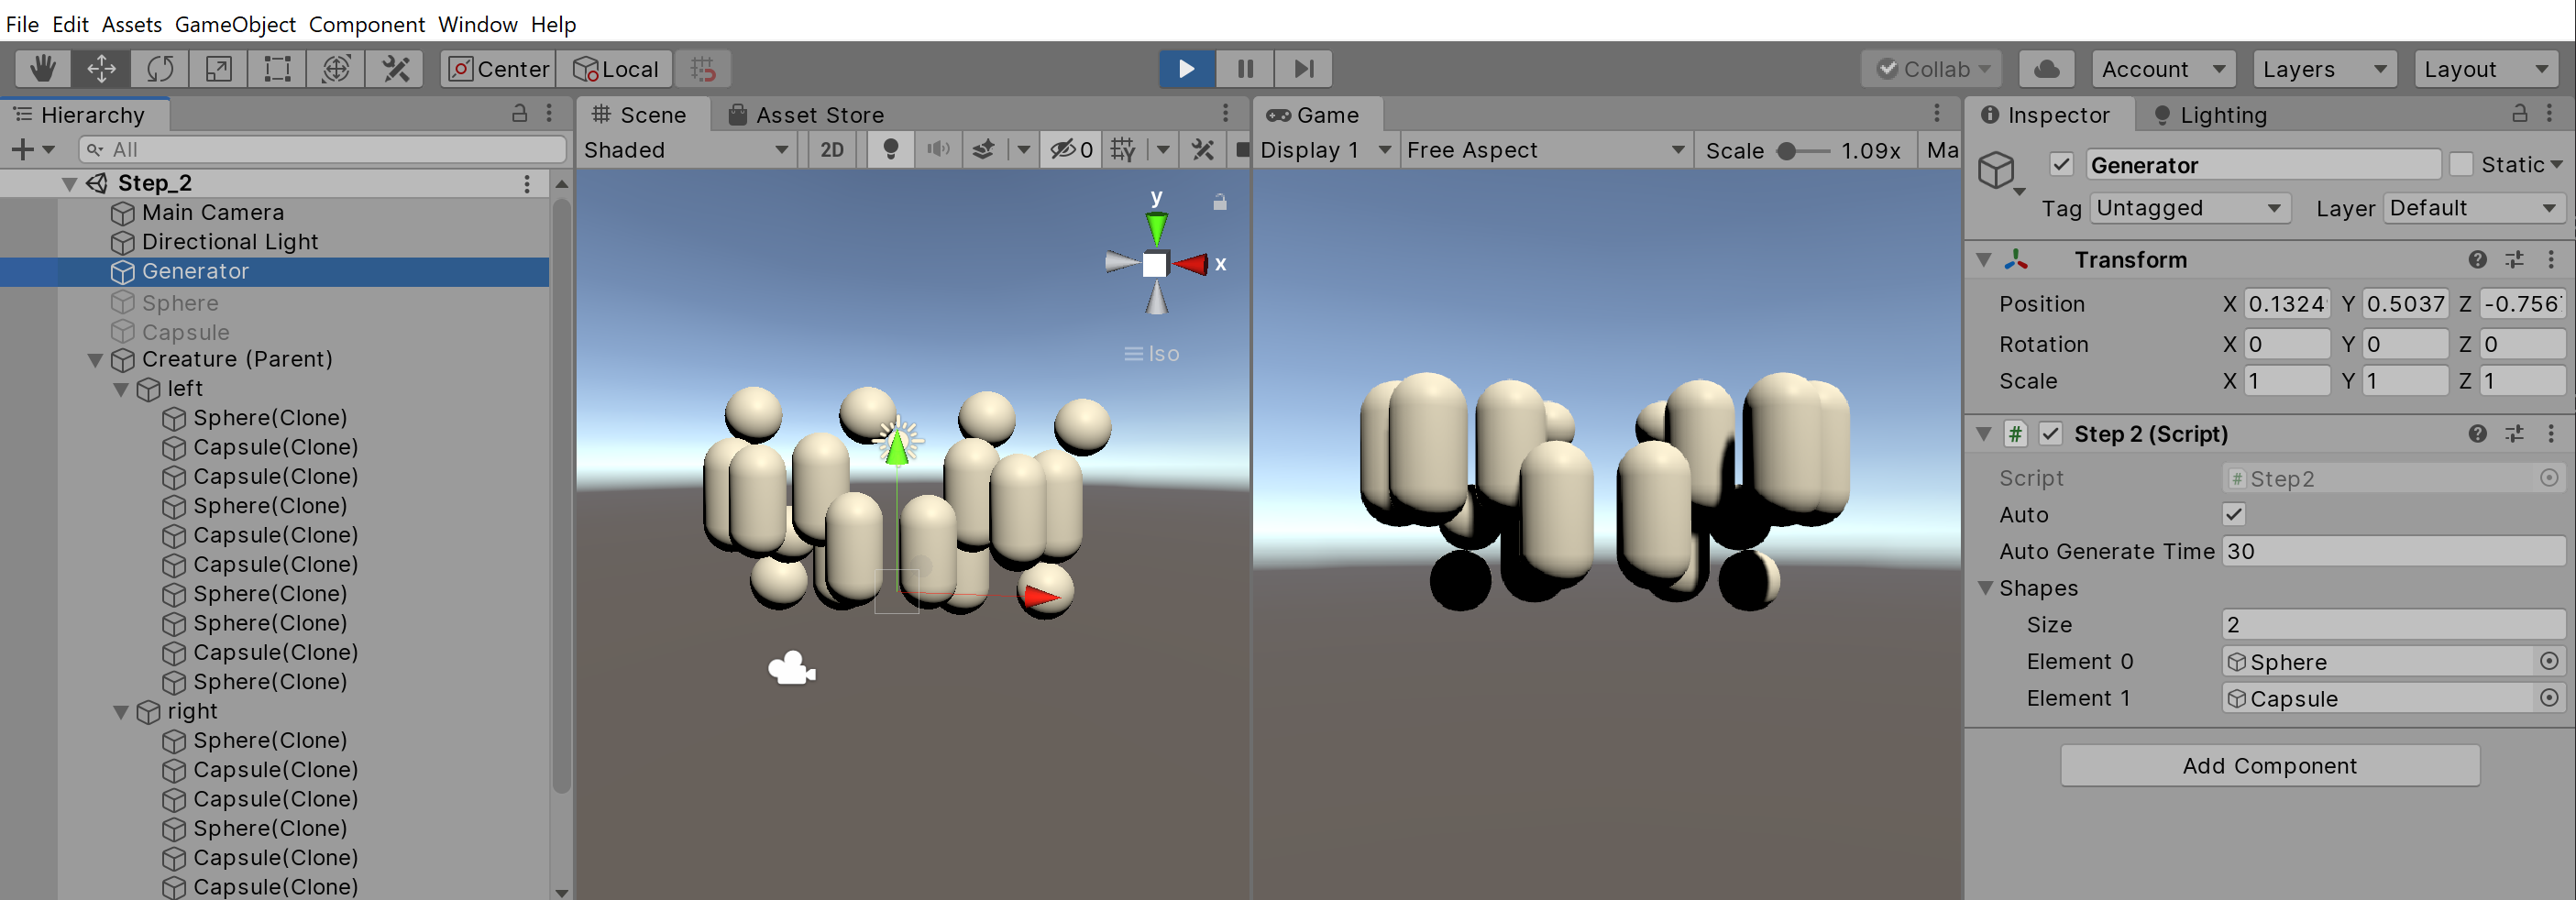 File Edit Assets GameObject Component Window Help
Center Local Collab Account Layers Layout
Hierarchy
All
Step_2
Main Camera
Directional Light
Generator
Sphere
Capsule
Creature (Parent)
left
Sphere(Clone)
Capsule(Clone)
Capsule(Clone)
Sphere(Clone)
Capsule(Clone)
Capsule(Clone)
Sphere(Clone)
Sphere(Clone)
Capsule(Clone)
Sphere(Clone)
right
Sphere(Clone)
Capsule(Clone)
Capsule(Clone)
Sphere(Clone)
Capsule(Clone)
Capsule(Clone)
Scene Asset Store
Shaded 2D 0
y
x
Iso
Game
Display 1 Free Aspect Scale 1.09x Ma
Inspector Lighting
Generator Static
Tag Untagged Layer Default
Transform
Position X 0.1324 Y 0.5037 Z -0.756
Rotation X 0 Y 0 Z 0
Scale X 1 Y 1 Z 1
# Step 2 (Script)
Script # Step2
Auto
Auto Generate Time 30
Shapes
Size 2
Element 0 Sphere
Element 1 Capsule
Add Component